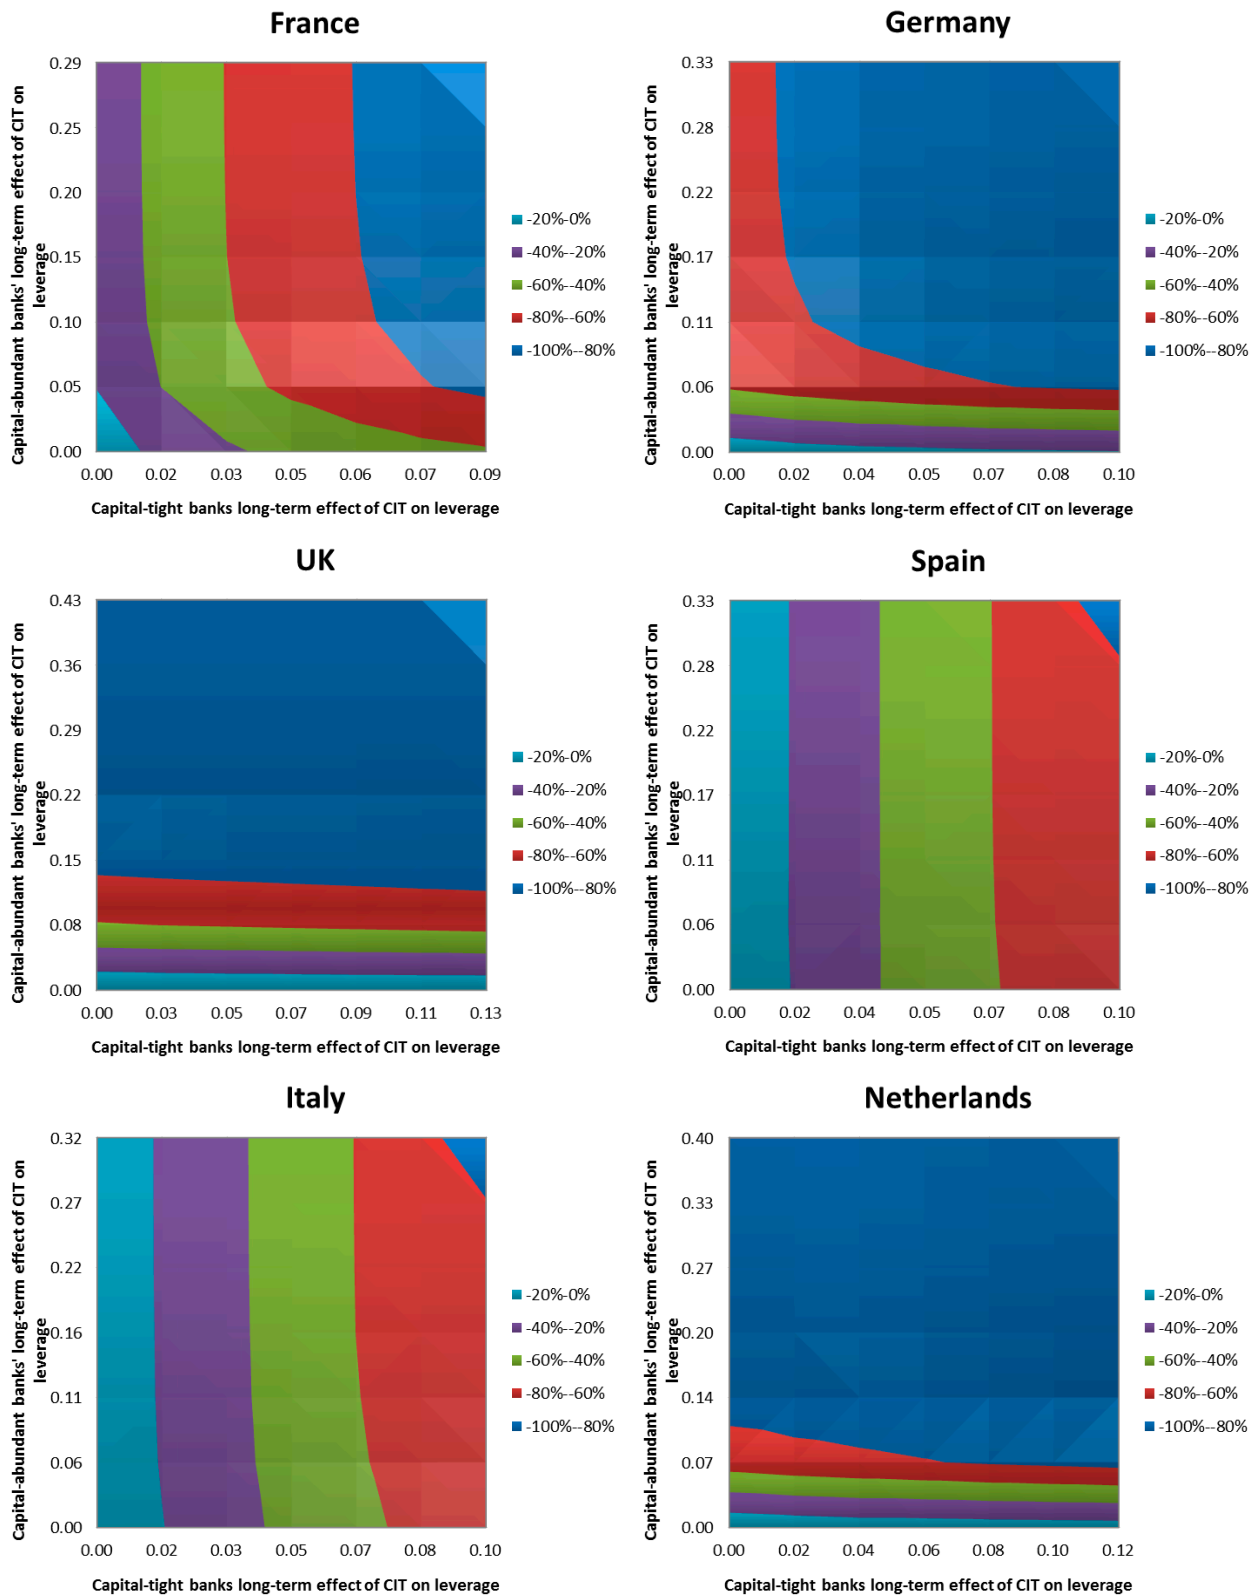 France
Capital-abundant banks' long-term effect of CIT on
leverage
0.29
0.25
0.20
0.15
0.10
0.05
0.00
0.00 0.02 0.03 0.05 0.07 0.09
Capital-tight banks long-term effect of CIT on leverage
-20%-0%
-40%--20%
-60%--40%
-80%--60%
-100%--80%
Germany
Capital-abundant banks' long-term effect of CIT on
leverage
0.33
0.28
0.22
0.17
0.11
0.06
0.00
0.00 0.02 0.04 0.05 0.07 0.10
Capital-tight banks long-term effect of CIT on leverage
-20%-0%
-40%--20%
-60%--40%
-80%--60%
-100%--80%
UK
Capital-abundant banks' long-term effect of CIT on
leverage
0.43
0.36
0.29
0.22
0.15
0.08
0.00
0.00 0.03 0.05 0.07 0.09 0.11 0.13
Capital-tight banks long-term effect of CIT on leverage
-20%-0%
-40%--20%
-60%--40%
-80%--60%
-100%--80%
Spain
Capital-abundant banks' long-term effect of CIT on
leverage
0.33
0.28
0.22
0.17
0.11
0.06
0.00
0.00 0.02 0.04 0.05 0.07 0.08 0.10
Capital-tight banks long-term effect of CIT on leverage
-20%-0%
-40%--20%
-60%--40%
-80%--60%
-100%--80%
Italy
Capital-abundant banks' long-term effect of CIT on
leverage
0.32
0.27
0.22
0.16
0.11
0.06
0.00
0.00 0.02 0.03 0.05 0.07 0.10
Capital-tight banks long-term effect of CIT on leverage
-20%-0%
-40%--20%
-60%--40%
-80%--60%
-100%--80%
Netherlands
Capital-abundant banks' long-term effect of CIT on
leverage
0.40
0.33
0.27
0.20
0.14
0.07
0.00
0.00 0.02 0.04 0.06 0.08 0.10 0.12
Capital-tight banks long-term effect of CIT on leverage
-20%-0%
-40%--20%
-60%--40%
-80%--60%
-100%--80%